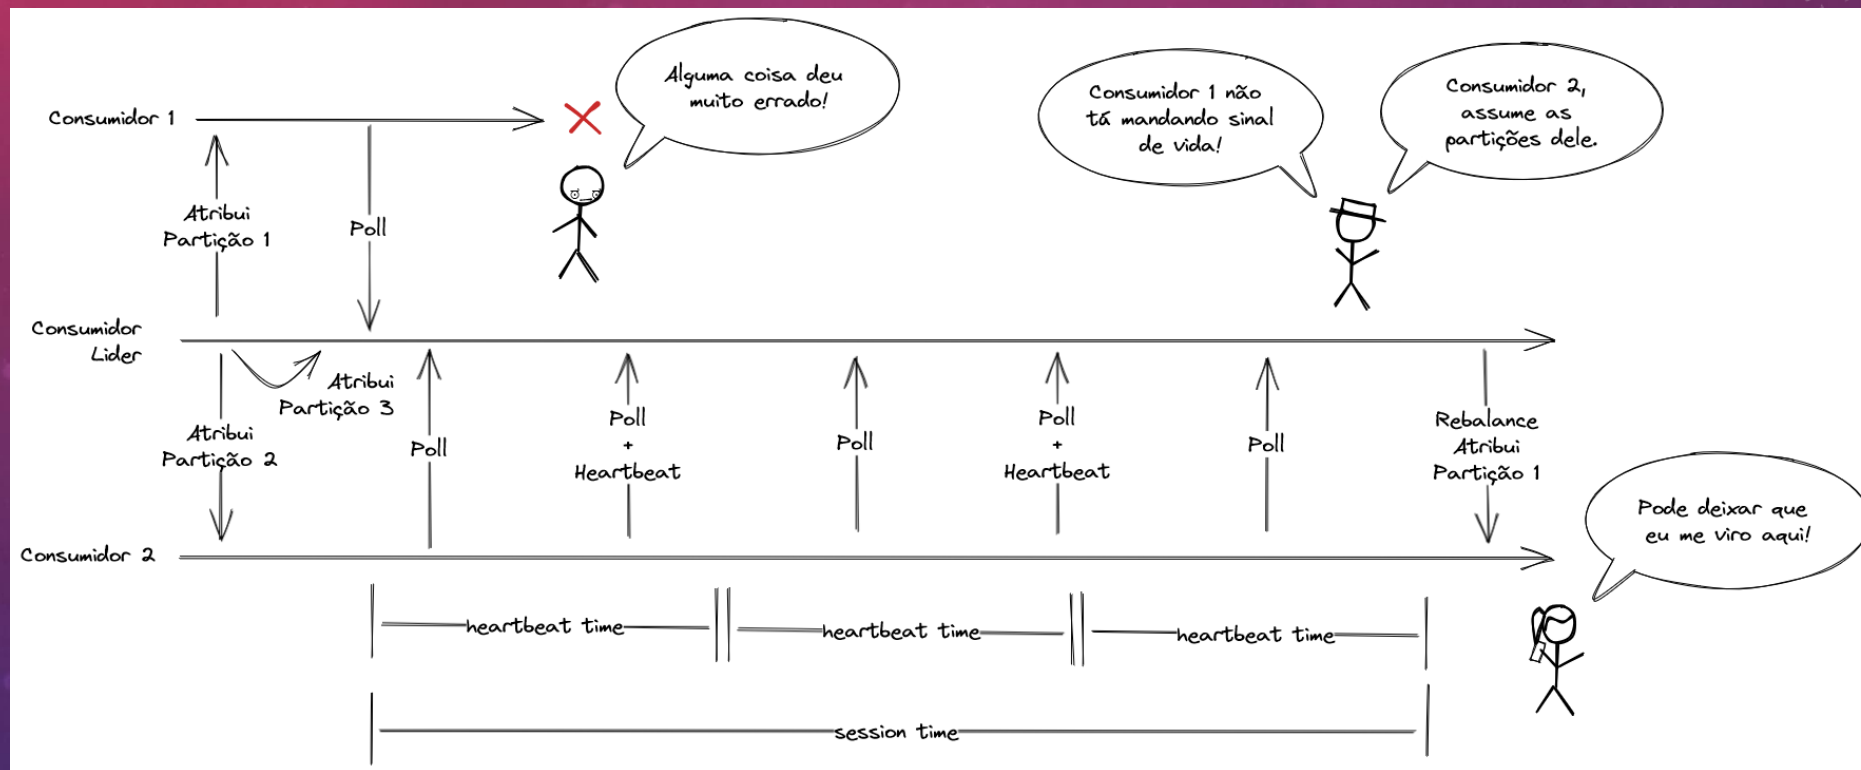 Alguma coisa deu
muito errado!
Consumidor 1 não
tá mandando sinal
de vida!
Consumidor 2,
assume as
partições dele.
Consumidor 1
Atribui
Partição 1
Poll
Consumidor
Lider
Atribui
Partição 3
Atribui
Partição 2
Poll
Poll
+
Heartbeat
Poll
Poll
+
Heartbeat
Poll
Rebalance
Atribui
Partição 1
Pode deixar que
eu me viro aqui!
Consumidor 2
heartbeat time
heartbeat time
heartbeat time
session time